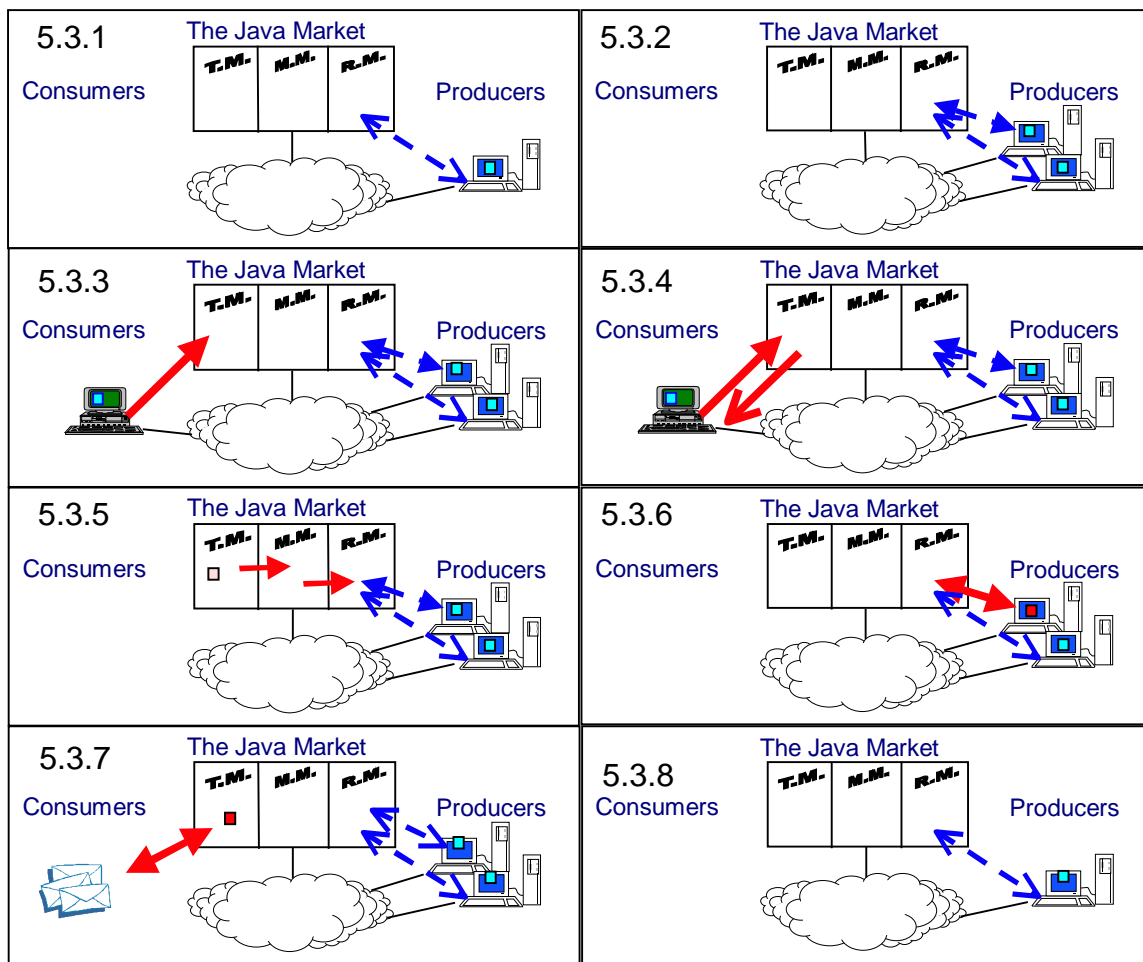 5.3.1
The Java Market
T.M. M.M. R.M.
Consumers
Producers
5.3.2
The Java Market
T.M. M.M. R.M.
Consumers
Producers
5.3.3
The Java Market
T.M. M.M. R.M.
Consumers
Producers
5.3.4
The Java Market
T.M. M.M. R.M.
Consumers
Producers
5.3.5
The Java Market
T.M. M.M. R.M.
Consumers
Producers
5.3.6
The Java Market
T.M. M.M. R.M.
Consumers
Producers
5.3.7
The Java Market
T.M. M.M. R.M.
Consumers
Producers
5.3.8
The Java Market
T.M. M.M. R.M.
Consumers
Producers